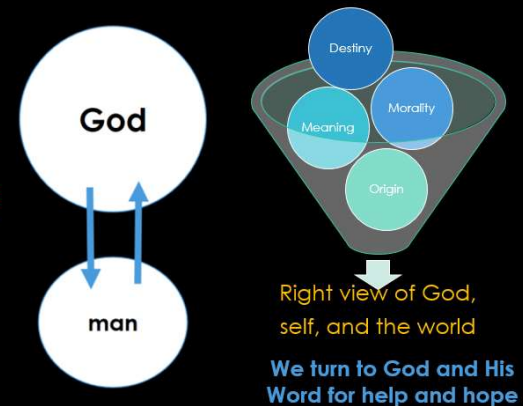 God
man
Destiny
Morality
Meaning
Origin
Right view of God,
self, and the world
We turn to God and His
Word for help and hope